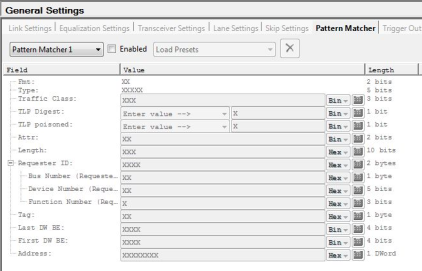 General Settings
Link Settings Equalization Settings Transceiver Settings Lane Settings Skip Settings Pattern Matcher Trigger Out
Pattern Matcher 1 Enabled Load Presets
Field Value Length
Fmt: XX 2 bits
Type: XXXXX 5 bits
Traffic Class: XXX Bin 3 bits
TLP Digest: Enter value --> X Bin 1 bit
TLP poisoned: Enter value --> X Bin 1 bit
Attr: XX Bin 2 bits
Length: XXX Hex 10 bits
Requester ID: XXXX Hex 2 bytes
Bus Number (Reque... XX Hex 1 byte
Device Number (Reque... XX Hex 5 bits
Function Number (Req... X Hex 3 bits
Tag: XX Hex 1 byte
Last DW BE: XXXX Bin 4 bits
First DW BE: XXXX Bin 4 bits
Address: XXXXXXXX Hex 1 DWord